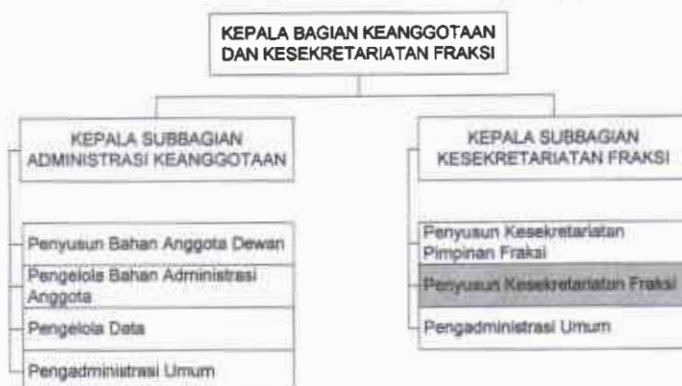 KEPALA BAGIAN KEANGGOTAAN
DAN KESEKRETARIATAN FRAKSI
KEPALA SUBBAGIAN
ADMINISTRASI KEANGGOTAAN
Penyusun Bahan Anggota Dewan
Pengelola Bahan Administrasi
Anggota
Pengelola Data
Pengadministrasi Umum
KEPALA SUBBAGIAN
KESEKRETARIATAN FRAKSI
Penyusun Kesekretariatan
Pimpinan Fraksi
Penyusun Kesekretariatan Fraksi
Pengadministrasi Umum